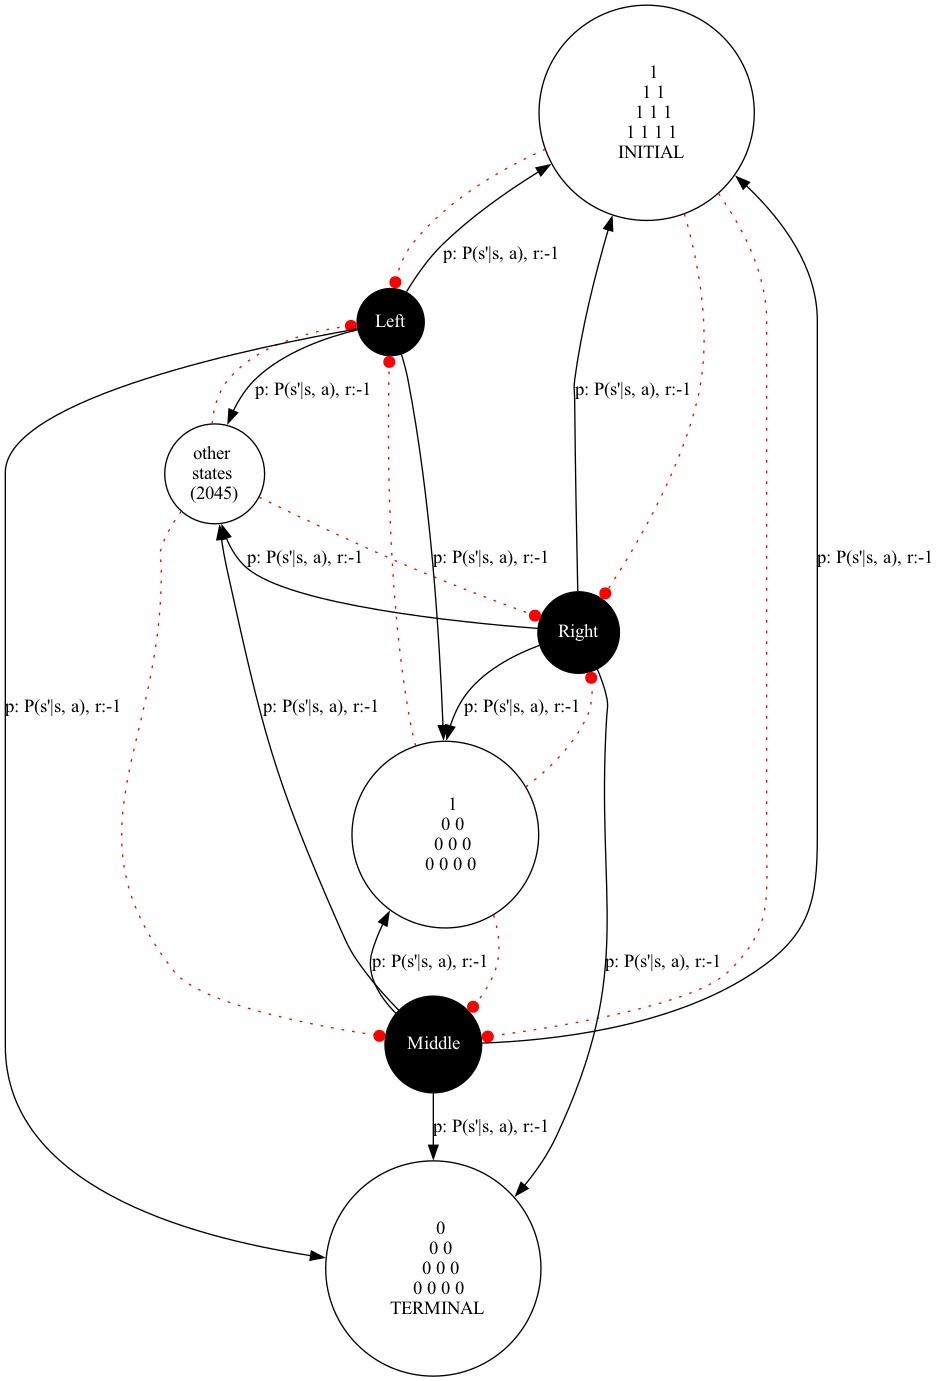 1
1 1
1 1 1
1 1 1 1
INITIAL
p: P(s'|s, a), r:-1
Left
p: P(s'|s, a), r:-1
p: P(s'|s, a), r:-1
other
states
(2045)
p: P(s'|s, a), r:-1
p: P(s'|s, a), r:-1
p: P(s'|s, a), r:-1
Right
p: P(s'|s, a), r:-1
p: P(s'|s, a), r:-1
p: P(s'|s, a), r:-1
1
0 0
0 0 0
0 0 0 0
p: P(s'|s, a), r:-1
p: P(s'|s, a), r:-1
Middle
p: P(s'|s, a), r:-1
0
0 0
0 0 0
0 0 0 0
TERMINAL